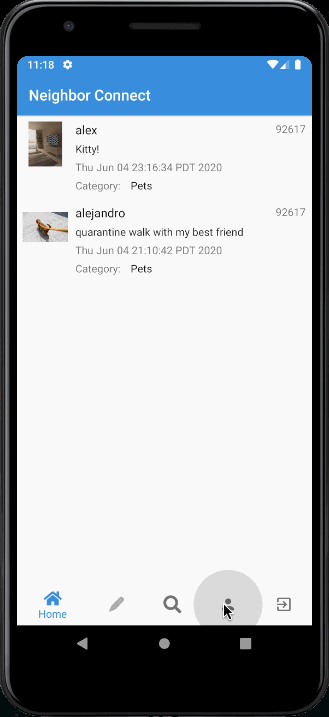 11:18
Neighbor Connect
alex 92617
Kitty!
Thu Jun 04 23:16:34 PDT 2020
Category: Pets
alejandro 92617
quarantine walk with my best friend
Thu Jun 04 21:10:42 PDT 2020
Category: Pets
Home